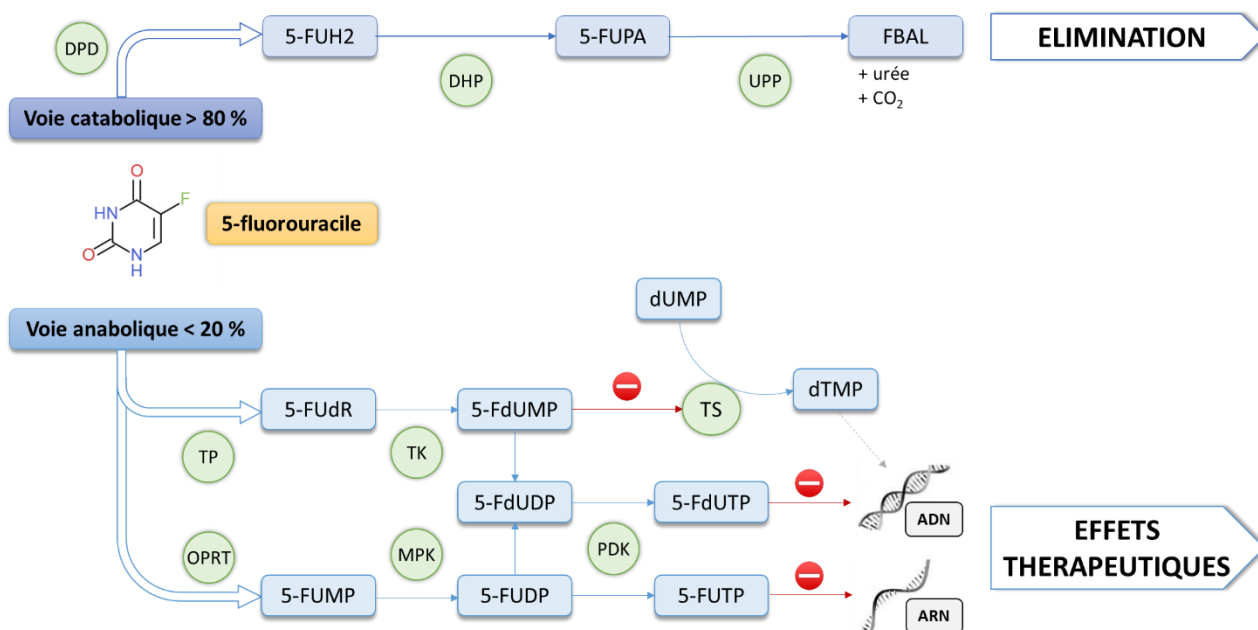 DPD
5-FUH2
5-FUPA
FBAL
ELIMINATION
DHP
UPP
+ urée
+ CO₂
Voie catabolique > 80 %
O
F
HN
O
N
H
5-fluorouracile
Voie anabolique < 20 %
dUMP
5-FUdR
5-FdUMP
TS
dTMP
TP
TK
5-FdUDP
5-FdUTP
ADN
OPRT
MPK
PDK
EFFETS
THERAPEUTIQUES
5-FUMP
5-FUDP
5-FUTP
ARN